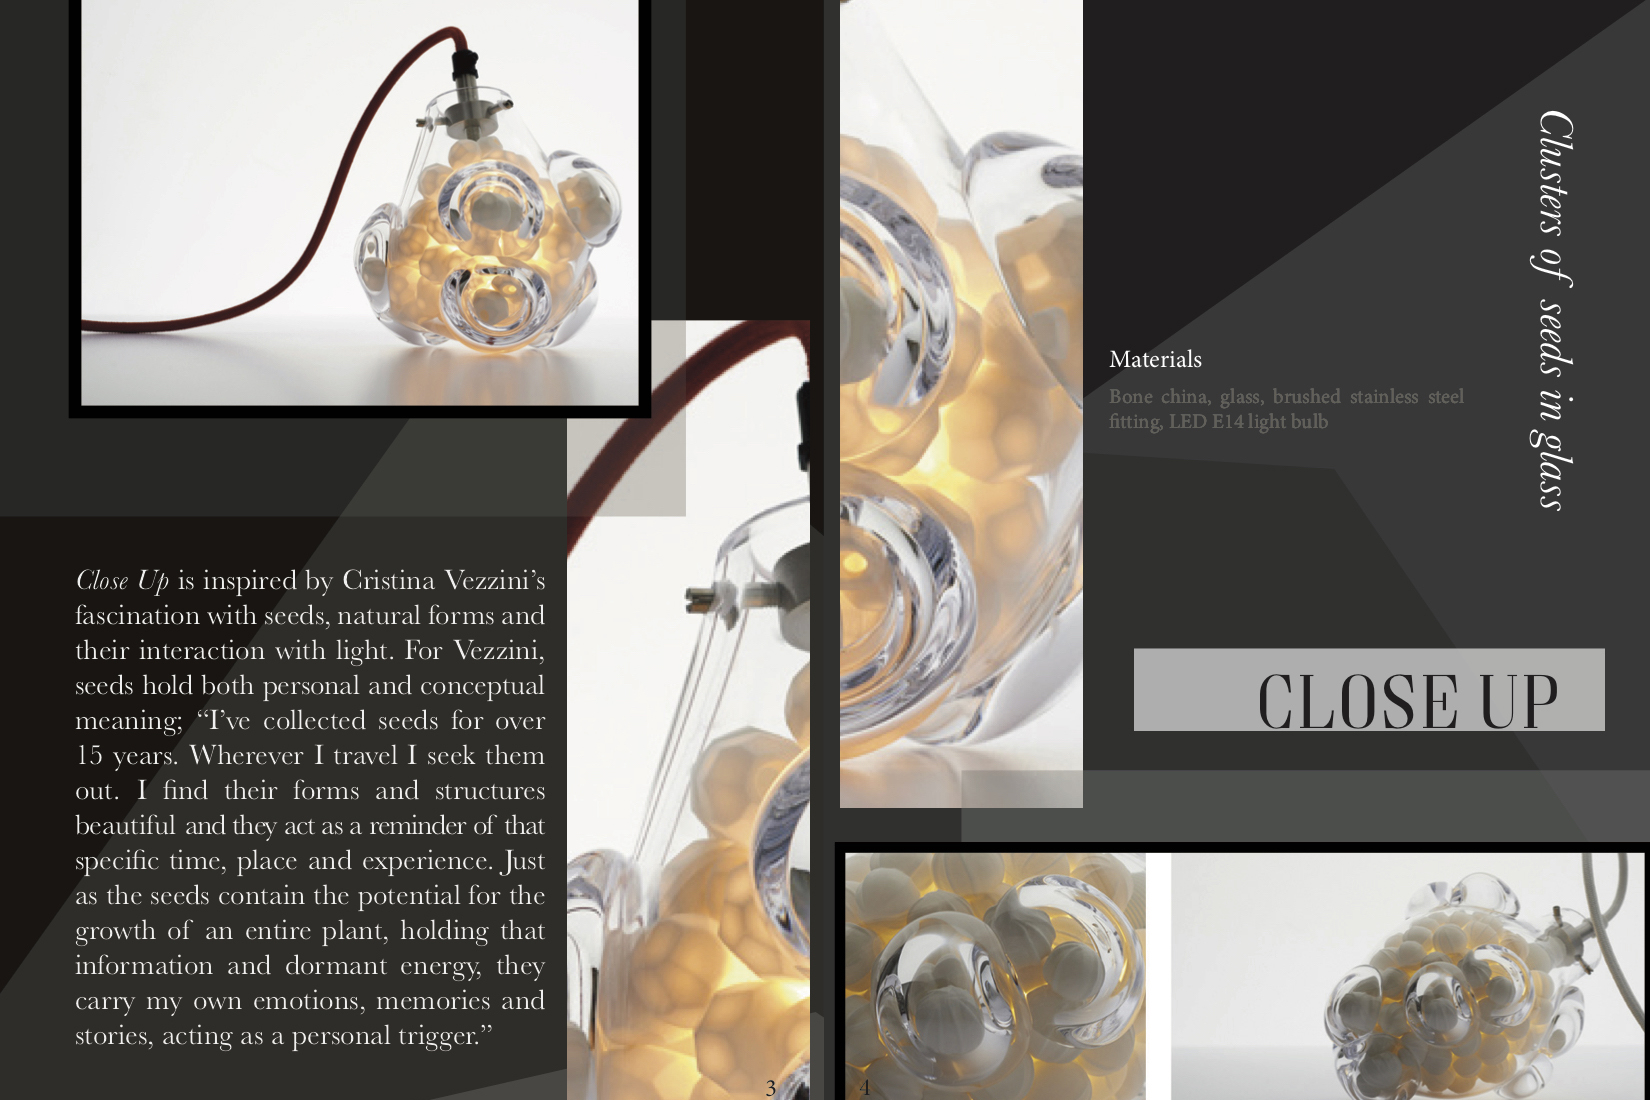 Close Up is inspired by Cristina Vezzini’s
fascination with seeds, natural forms and
their interaction with light. For Vezzini,
seeds hold both personal and conceptual
meaning; “I’ve collected seeds for over
15 years. Wherever I travel I seek them
out. I find their forms and structures
beautiful and they act as a reminder of that
specific time, place and experience. Just
as the seeds contain the potential for the
growth of an entire plant, holding that
information and dormant energy, they
carry my own emotions, memories and
stories, acting as a personal trigger.”
3
Clusters of seeds in glass
Materials
Bone china, glass, brushed stainless steel
fitting, LED E14 light bulb
CLOSE UP
4